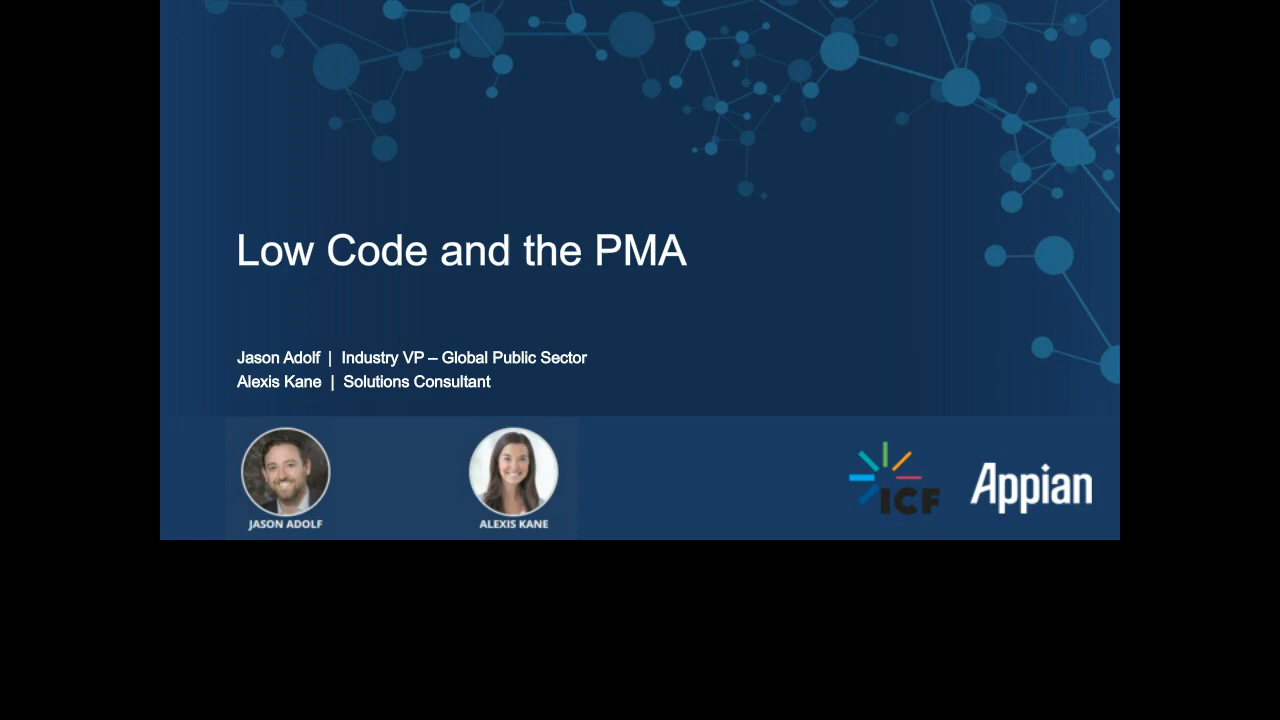 Low Code and the PMA
Jason Adolf | Industry VP – Global Public Sector
Alexis Kane | Solutions Consultant
JASON ADOLF
ALEXIS KANE
ICF
Appian